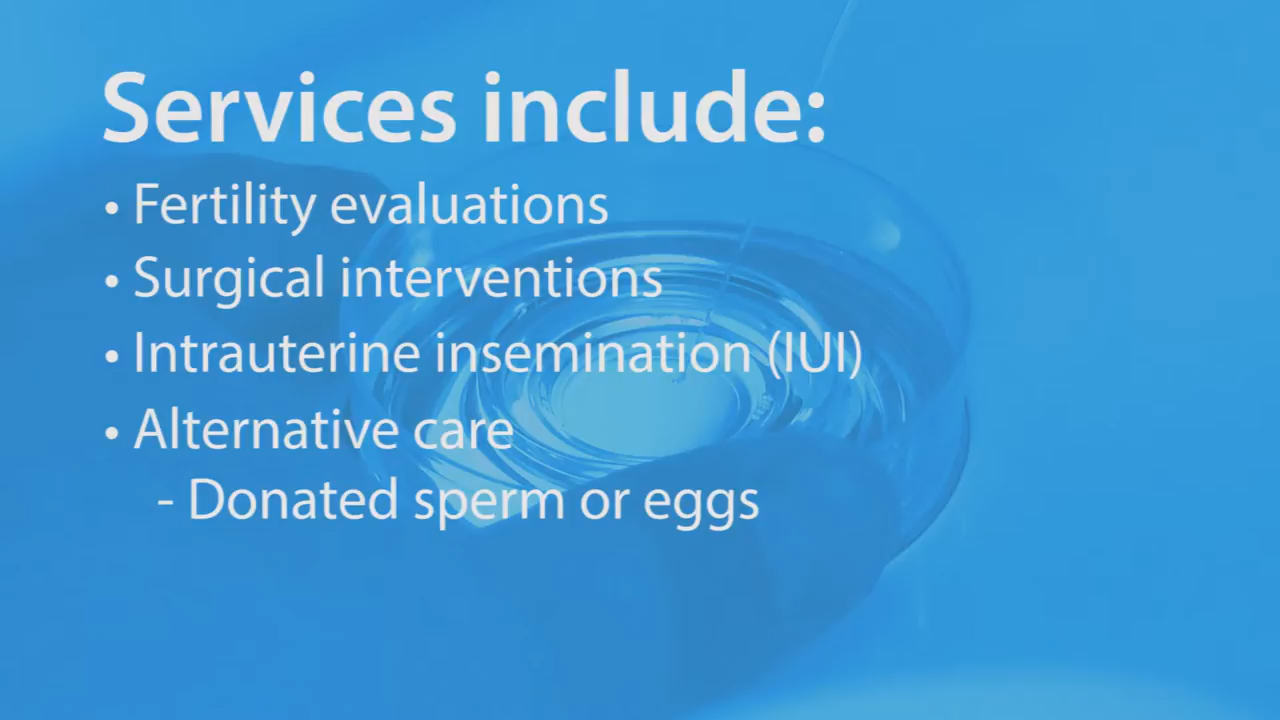 Services include:
• Fertility evaluations
• Surgical interventions
• Intrauterine insemination (IUI)
• Alternative care
- Donated sperm or eggs